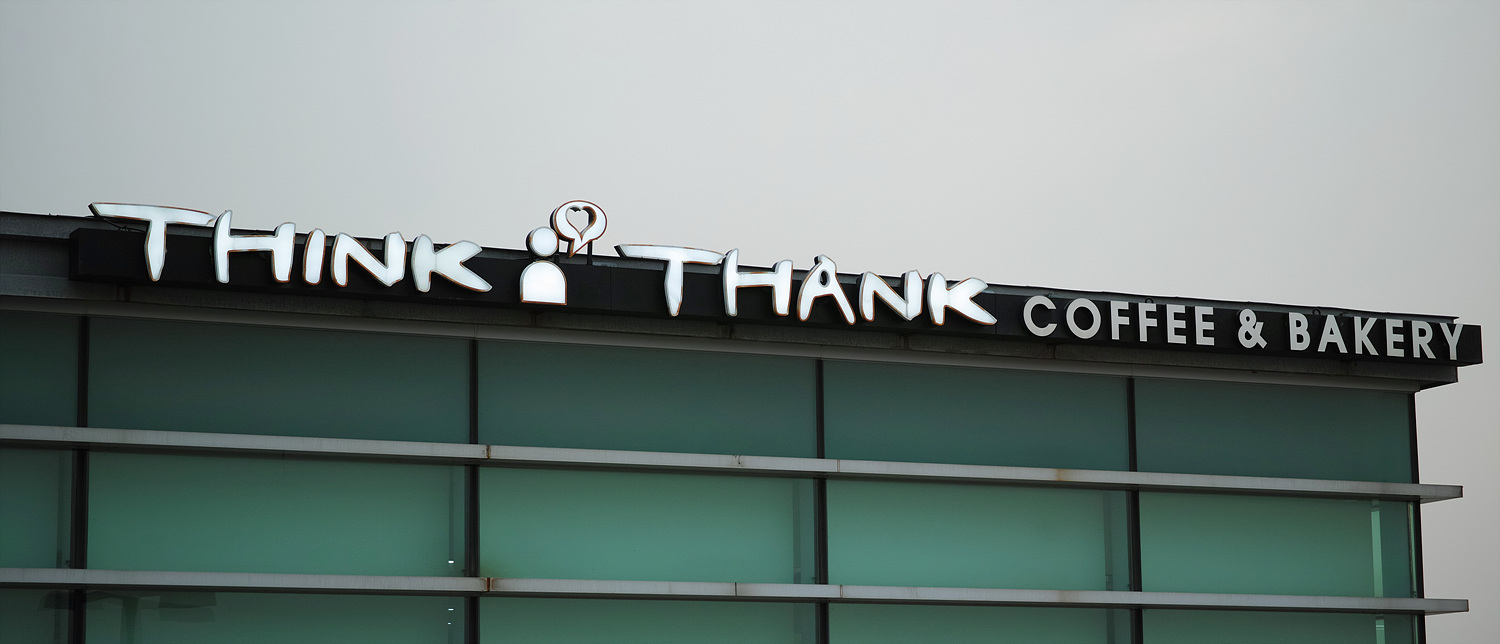 THINK THANK COFFEE & BAKERY